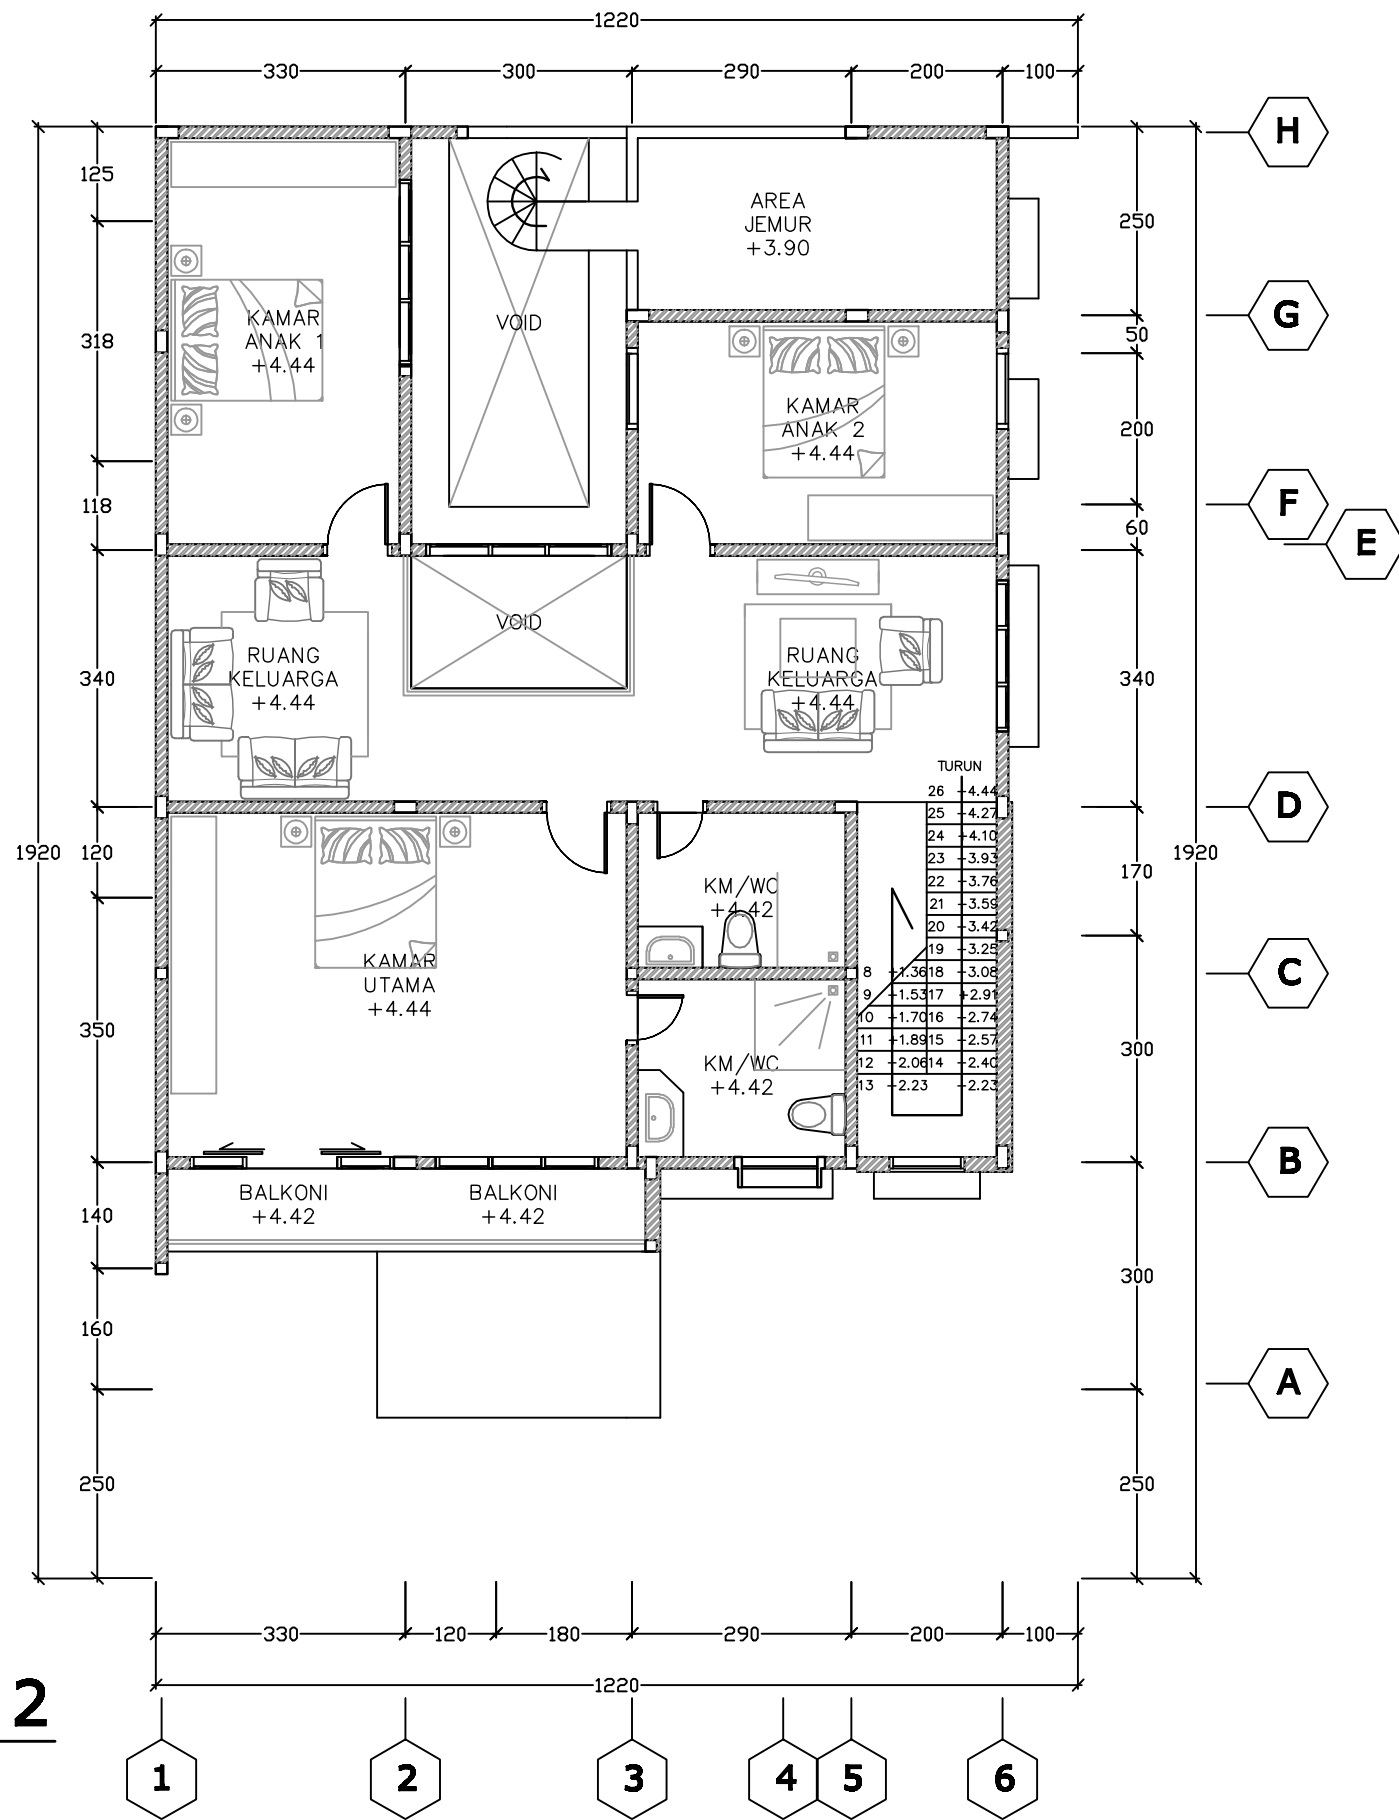 1220
330 300 290 200 100
H
125
AREA
JEMUR
+3.90
250
G
KAMAR
ANAK 1
+4.44
VOID
50
318
KAMAR
ANAK 2
+4.44
200
118
F
60
E
VOID
RUANG
KELUARGA
+4.44
RUANG
KELUARGA
+4.44
340
340
TURUN
26 +4.44
25 +4.27
24 +4.10
23 +3.93
22 +3.76
21 +3.59
20 +3.42
19 +3.25
8 +1.36 18 +3.08
9 +1.53 17 +2.91
10 +1.70 16 +2.74
11 +1.89 15 +2.57
12 +2.06 14 +2.40
13 +2.23 +2.23
D
1920
120
170
1920
KM/WC
+4.42
KAMAR
UTAMA
+4.44
C
350
300
KM/WC
+4.42
B
BALKONI
+4.42
BALKONI
+4.42
140
300
160
A
250
250
330 120 180 290 200 100
1220
2
1 2 3 4 5 6